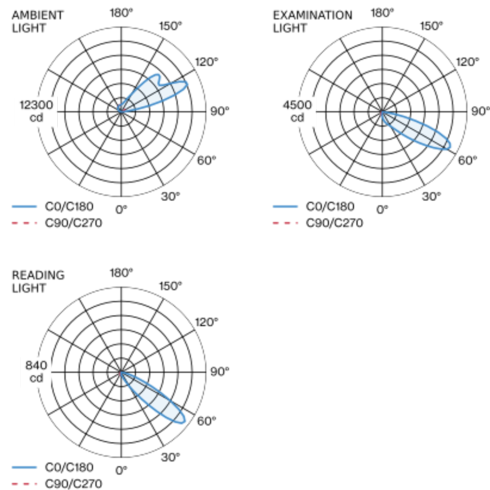 AMBIENT
LIGHT
180°
150°
120°
12300
cd
90°
60°
30°
0°
C0/C180
C90/C270
EXAMINATION
LIGHT
180°
150°
120°
4500
cd
90°
60°
30°
0°
C0/C180
C90/C270
READING
LIGHT
180°
150°
120°
840
cd
90°
60°
30°
0°
C0/C180
C90/C270